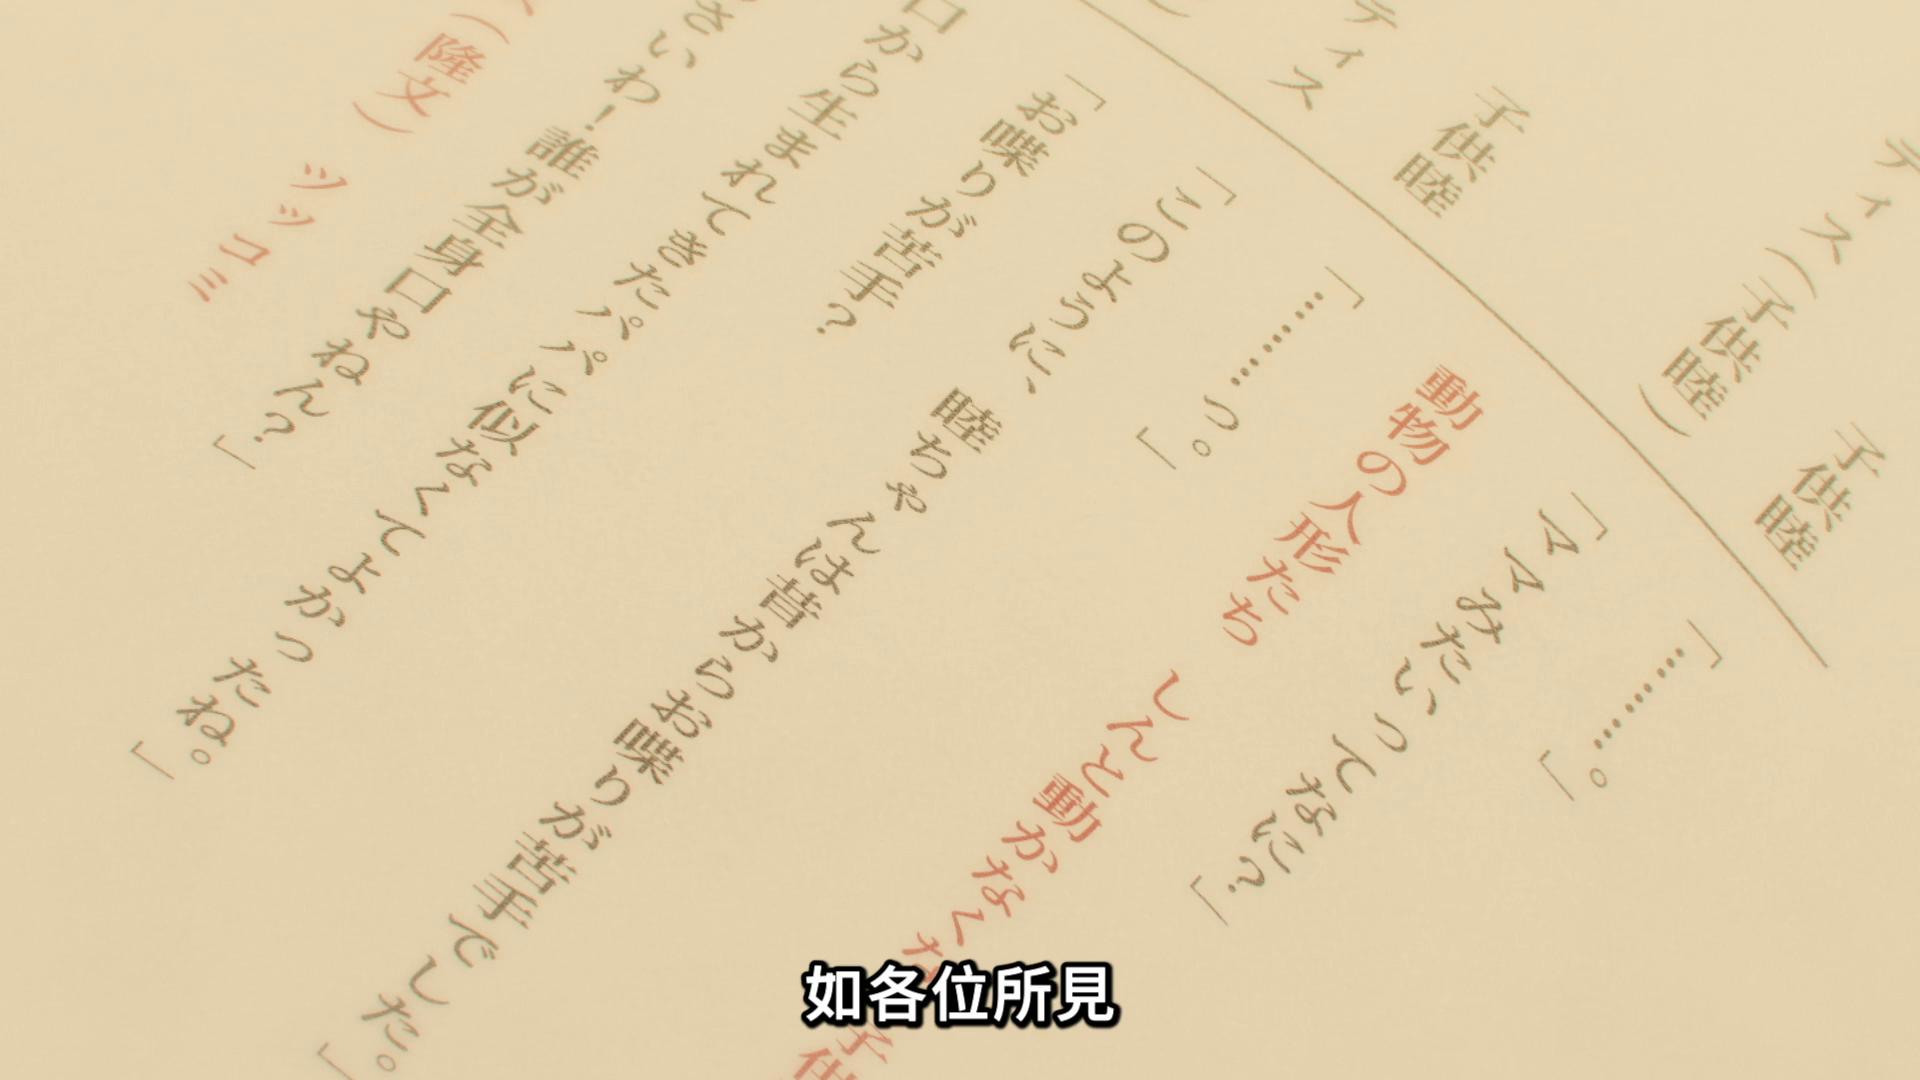 子供睦 「………。」
ティス（子供睦） 「ママみたいってなに？」
動物の人形たち　しんと動かなくな 子供
子供睦 「………っ。」
ティス 「このように、睦ちゃんは昔からお喋りが苦手でした。」
） 「お喋りが苦手？
口から生まれてきたパパに似なくてよかったね。」
さいわ！誰が全身口やねん？」
（隆文）　ツッコミ
如各位所見